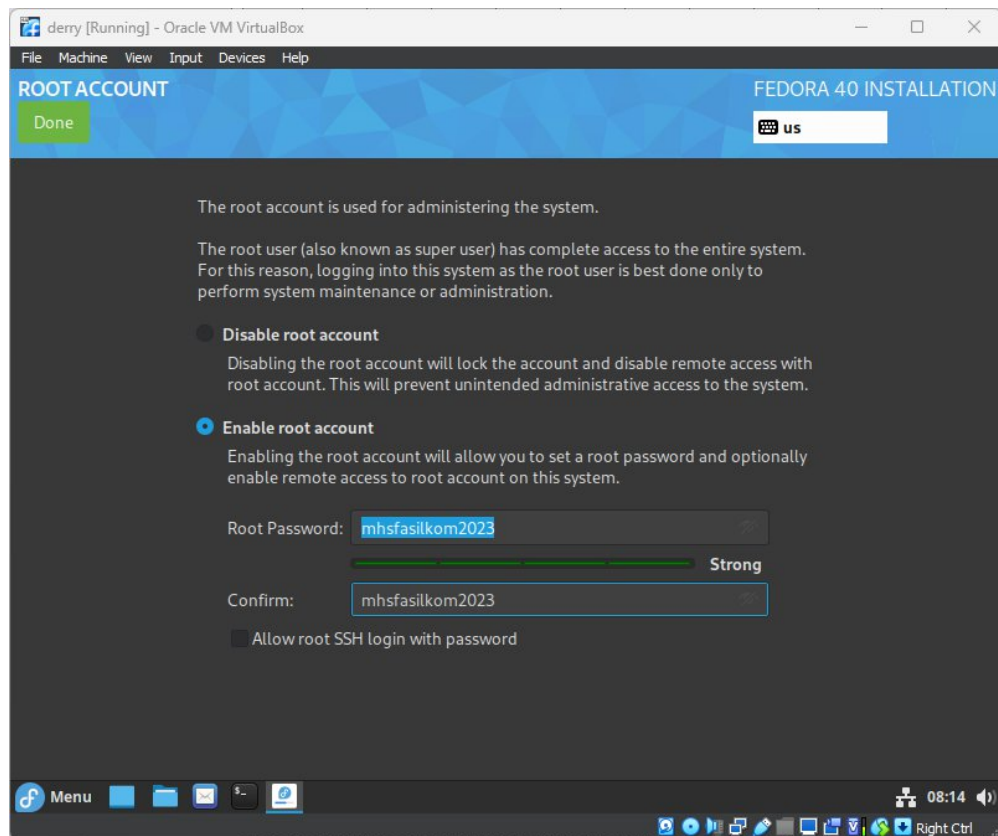 derry [Running] - Oracle VM VirtualBox
File Machine View Input Devices Help
ROOT ACCOUNT
FEDORA 40 INSTALLATION
Done
us
The root account is used for administering the system.
The root user (also known as super user) has complete access to the entire system.
For this reason, logging into this system as the root user is best done only to
perform system maintenance or administration.
Disable root account
Disabling the root account will lock the account and disable remote access with
root account. This will prevent unintended administrative access to the system.
Enable root account
Enabling the root account will allow you to set a root password and optionally
enable remote access to root account on this system.
Root Password: mhsfasilkom2023
Strong
Confirm: mhsfasilkom2023
Allow root SSH login with password
Menu
08:14
Right Ctrl